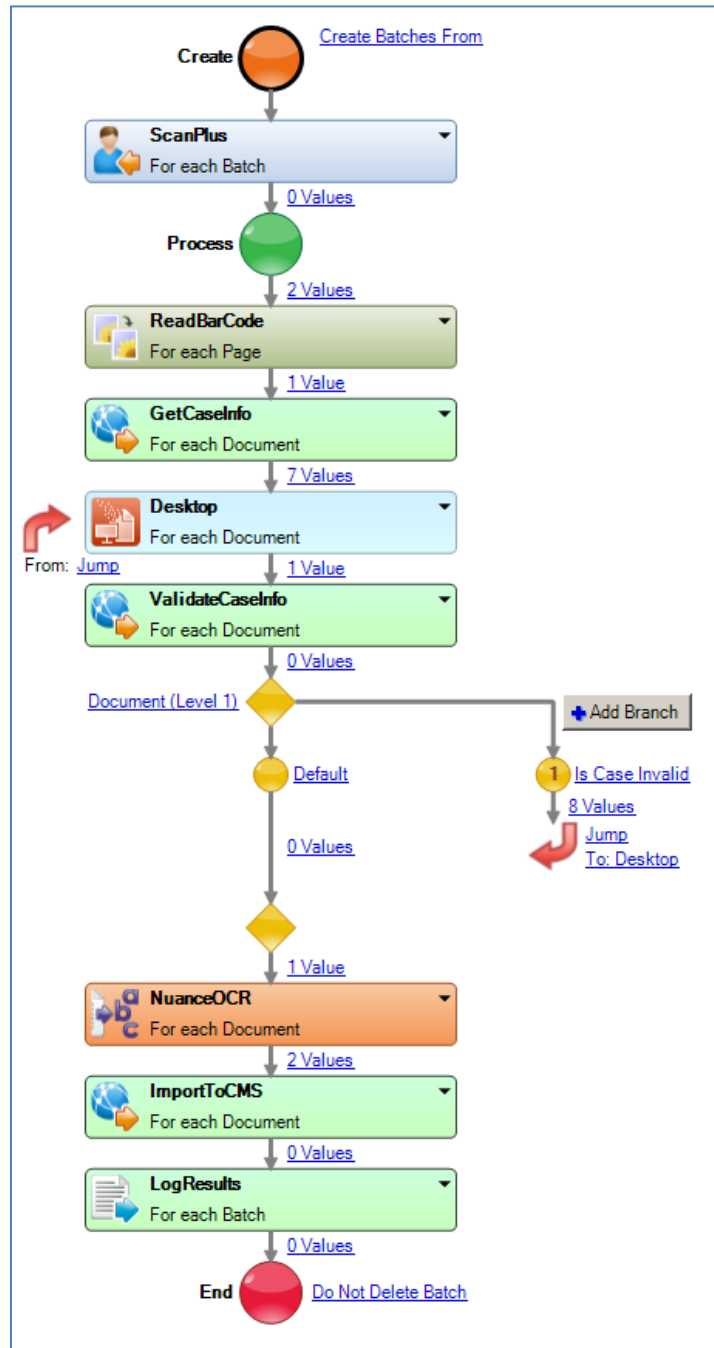 Create
Create Batches From
ScanPlus
For each Batch
0 Values
Process
2 Values
ReadBarCode
For each Page
1 Value
GetCaseInfo
For each Document
7 Values
Desktop
For each Document
From: Jump
1 Value
ValidateCaseInfo
For each Document
0 Values
Document (Level 1)
Add Branch
Default
1
Is Case Invalid
8 Values
Jump
To: Desktop
0 Values
1 Value
a
b
c
NuanceOCR
For each Document
2 Values
ImportToCMS
For each Document
0 Values
LogResults
For each Batch
0 Values
End
Do Not Delete Batch